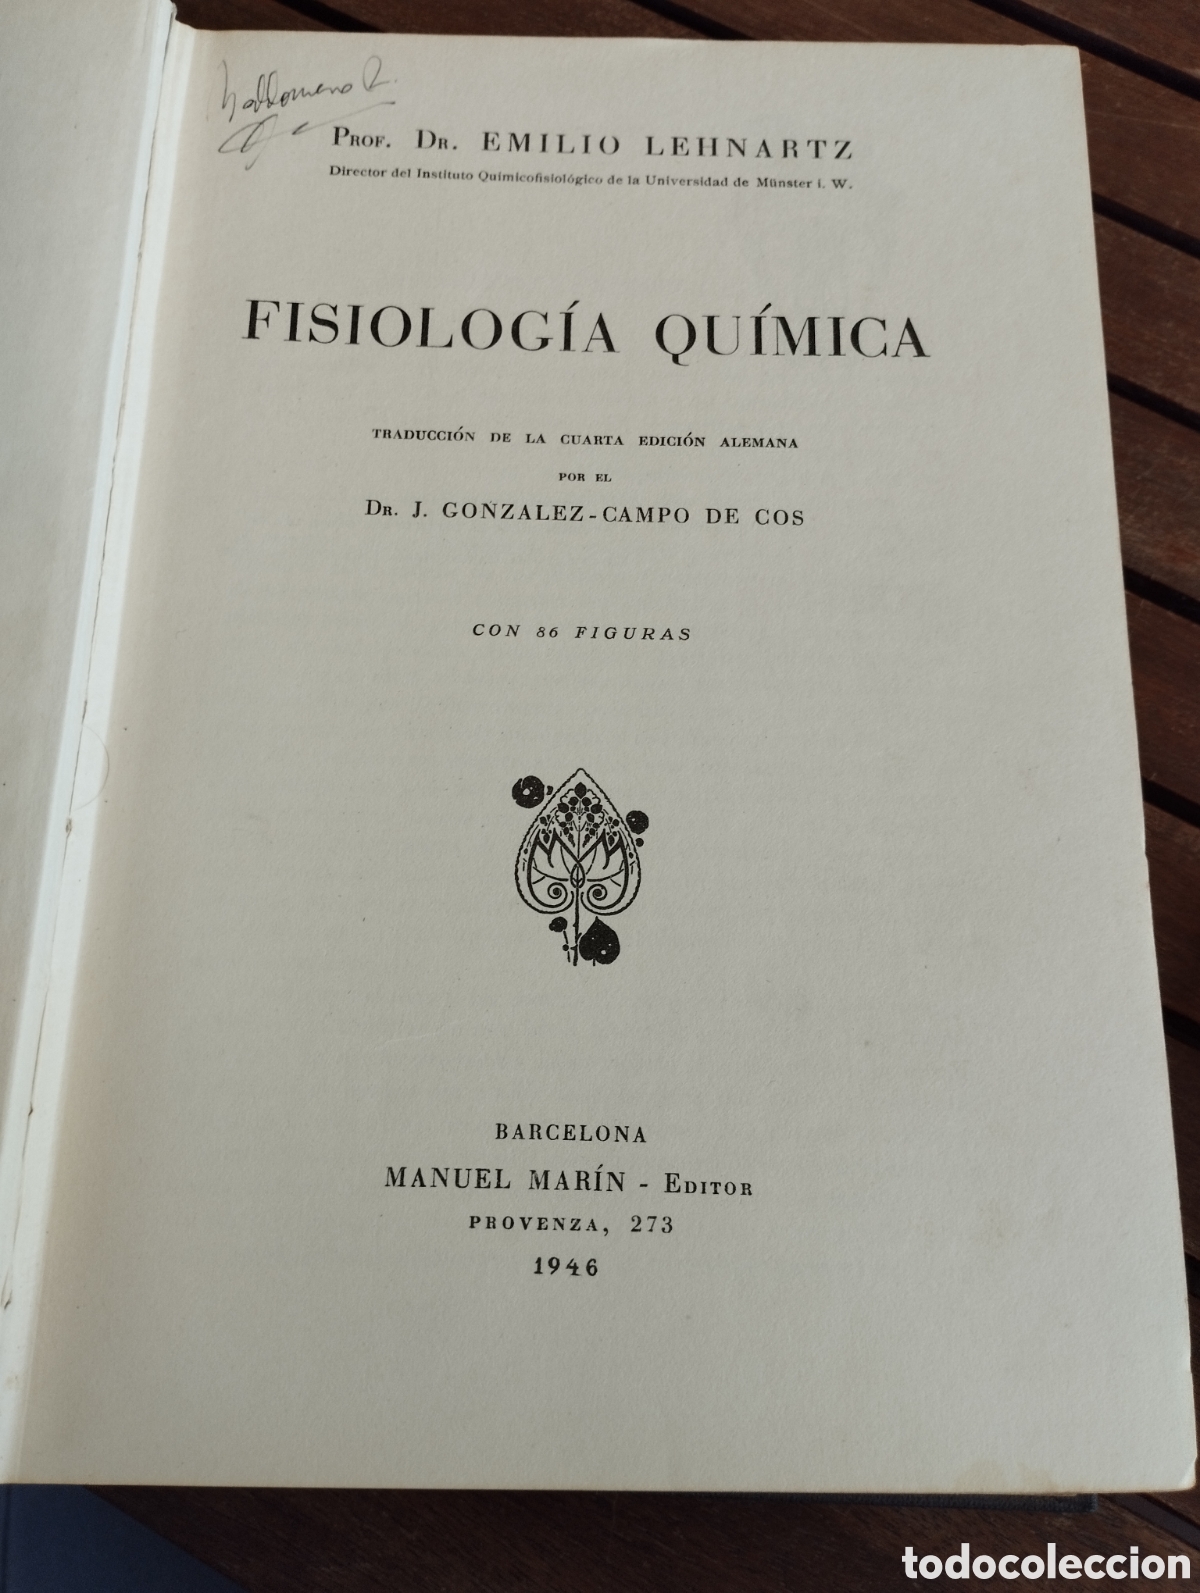 Baldomero R.
PROF. DR. EMILIO LEHNARTZ
Director del Instituto Químicofisiológico de la Universidad de Münster i. W.
FISIOLOGÍA QUÍMICA
TRADUCCIÓN DE LA CUARTA EDICIÓN ALEMANA
POR EL
DR. J. GONZALEZ-CAMPO DE COS
CON 86 FIGURAS
BARCELONA
MANUEL MARÍN - EDITOR
PROVENZA, 273
1946
todocoleccion